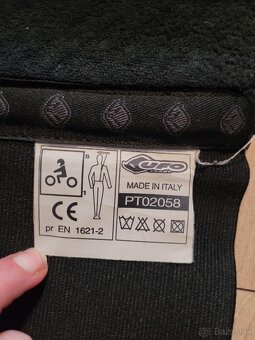 UFO
MADE IN ITALY
PT02058
CE
pr EN 1621-2